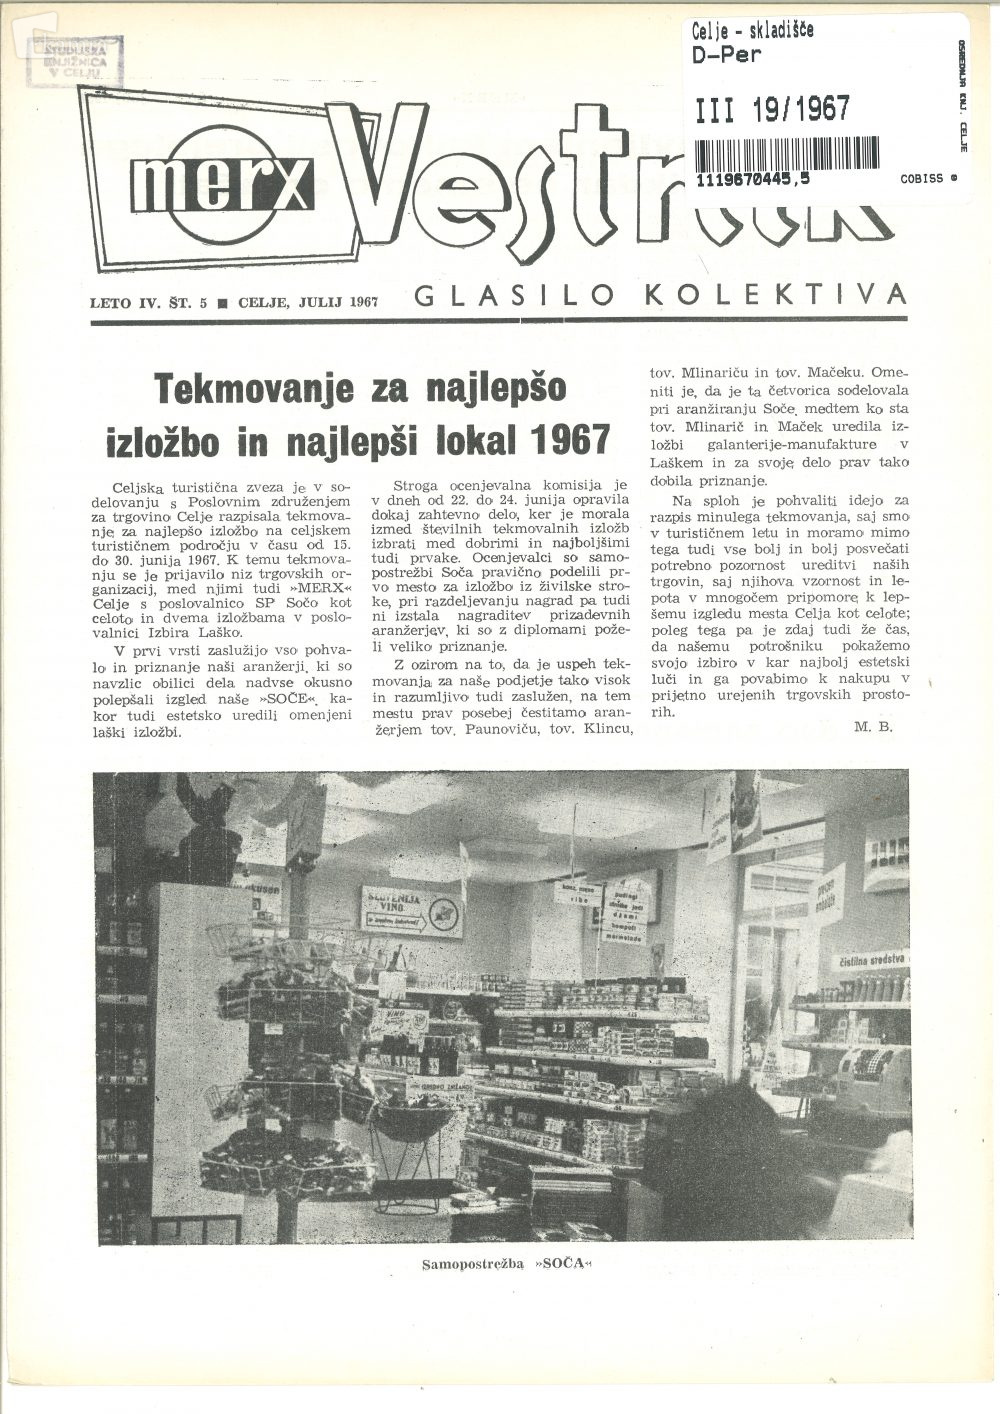 ŠTUDIJSKA
KNJIŽNICA
V CELJU
Celje - skladišče
D-Per
III 19/1967
1119670445,5
COBISS ©
OSREDNJA KNJ. CELJE
merx
LETO IV. ŠT. 5 ■ CELJE, JULIJ 1967
GLASILO KOLEKTIVA
Tekmovanje za najlepšo
izložbo in najlepši lokal 1967
Celjska turistična zveza je v so-
delovanju s Poslovnim združenjem
za trgovino Celje razpisala tekmova-
nje za najlepšo izložbo na celjskem
turističnem področju v času od 15.
do 30. junija 1967. K temu tekmova-
nju se je prijavilo niz trgovskih or-
ganizacij, med njimi tudi »MERX«
Celje s poslovalnico SP Sočo kot
celoto in dvema izložbama v poslo-
valnici Izbira Laško.
V prvi vrsti zaslužijo vso pohva-
lo in priznanje naši aranžerji, ki so
navzlic obilici dela nadvse okusno
polepšali izgled naše »SOČE«, ka-
kor tudi estetsko uredili omenjeni
laški izložbi.
Stroga ocenjevalna komisija je
v dneh od 22. do 24. junija opravila
dokaj zahtevno delo, ker je morala
izmed številnih tekmovalnih izložb
izbrati med dobrimi in najboljšimi
tudi prvake. Ocenjevalci so samo-
postrežbi Soča pravično podelili pr-
vo mesto za izložbo iz živilske stro-
ke, pri razdeljevanju nagrad pa tudi
ni izstala nagraditev prizadevnih
aranžerjev, ki so z diplomami pože-
li veliko priznanje.
Z ozirom na to, da je uspeh tek-
movanja za naše podjetje tako visok
in razumljivo tudi zaslužen, na tem
mestu prav posebej čestitamo aran-
žerjem tov. Paunoviču, tov. Klincu,
tov. Mlinariču in tov. Mačeku. Ome-
niti je, da je ta četvorica sodelovala
pri aranžiranju Soče, medtem ko sta
tov. Mlinarič in Maček uredila iz-
ložbi galanterije-manufakture v
Laškem in za svoje delo prav tako
dobila priznanje.
Na sploh je pohvaliti idejo za
razpis minulega tekmovanja, saj smo
v turističnem letu in moramo mimo
tega tudi vse bolj in bolj posvečati
potrebno pozornost ureditvi naših
trgovin, saj njihova vzornost in le-
pota v mnogočem pripomore k lep-
šemu izgledu mesta Celja kot celote;
poleg tega pa je zdaj tudi že čas,
da našemu potrošniku pokažemo
svojo izbiro v kar najbolj estetski
luči in ga povabimo k nakupu v
prijetno urejenih trgovskih prosto-
rih.
M. B.
SLOVENIJA
VINO
ribe
pudingi
džemi
kompoti
marmelade
čistilna sredstva
VINO
Samopostrežba »SOČA«